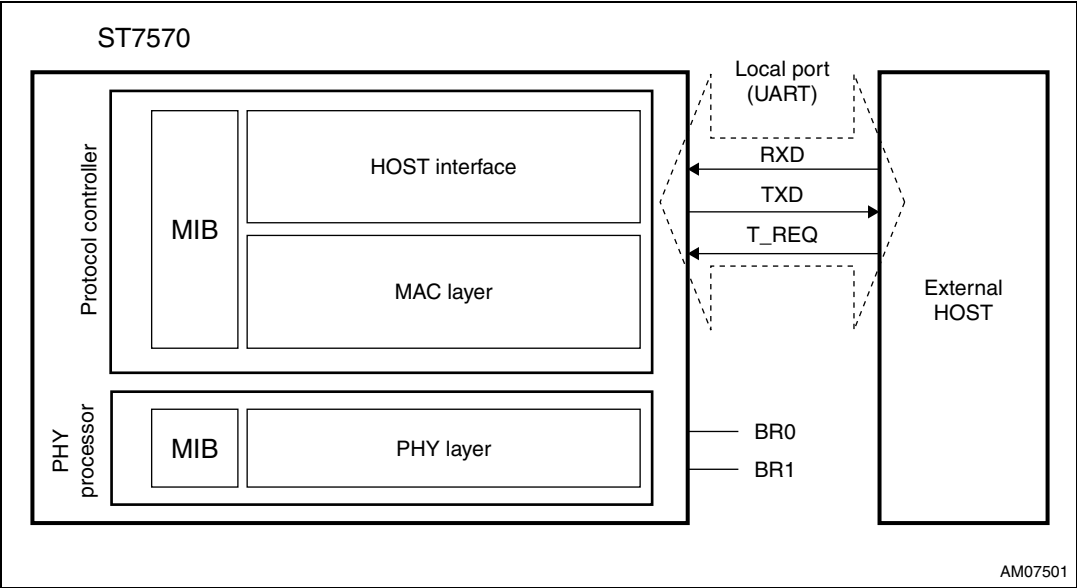 ST7570
Protocol controller
MIB
HOST interface
MAC layer
PHY
processor
MIB
PHY layer
Local port
(UART)
RXD
TXD
T_REQ
BR0
BR1
External
HOST
AM07501